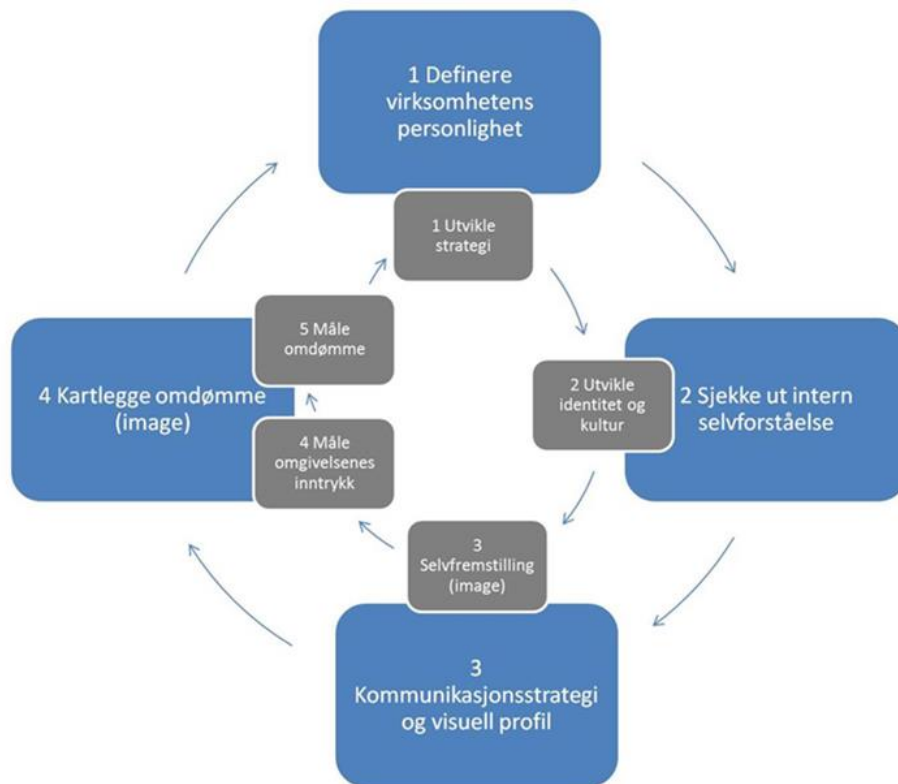 1 Definere
virksomhetens
personlighet
1 Utvikle
strategi
5 Måle
omdømme
2 Utvikle
identitet og
kultur
2 Sjekke ut intern
selvforståelse
4 Kartlegge omdømme
(image)
4 Måle
omgivelsenes
inntrykk
3
Selvfremstilling
(image)
3
Kommunikasjonsstrategi
og visuell profil